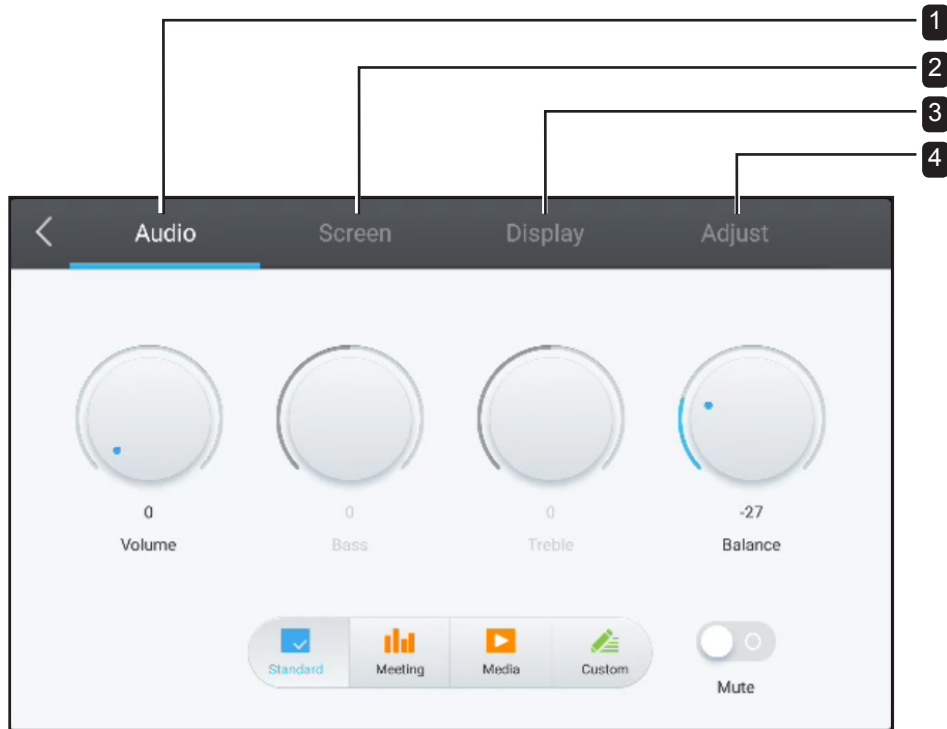 1
2
3
4
Audio Screen Display Adjust
0 0 0 -27
Volume Bass Treble Balance
Standard Meeting Media Custom
Mute